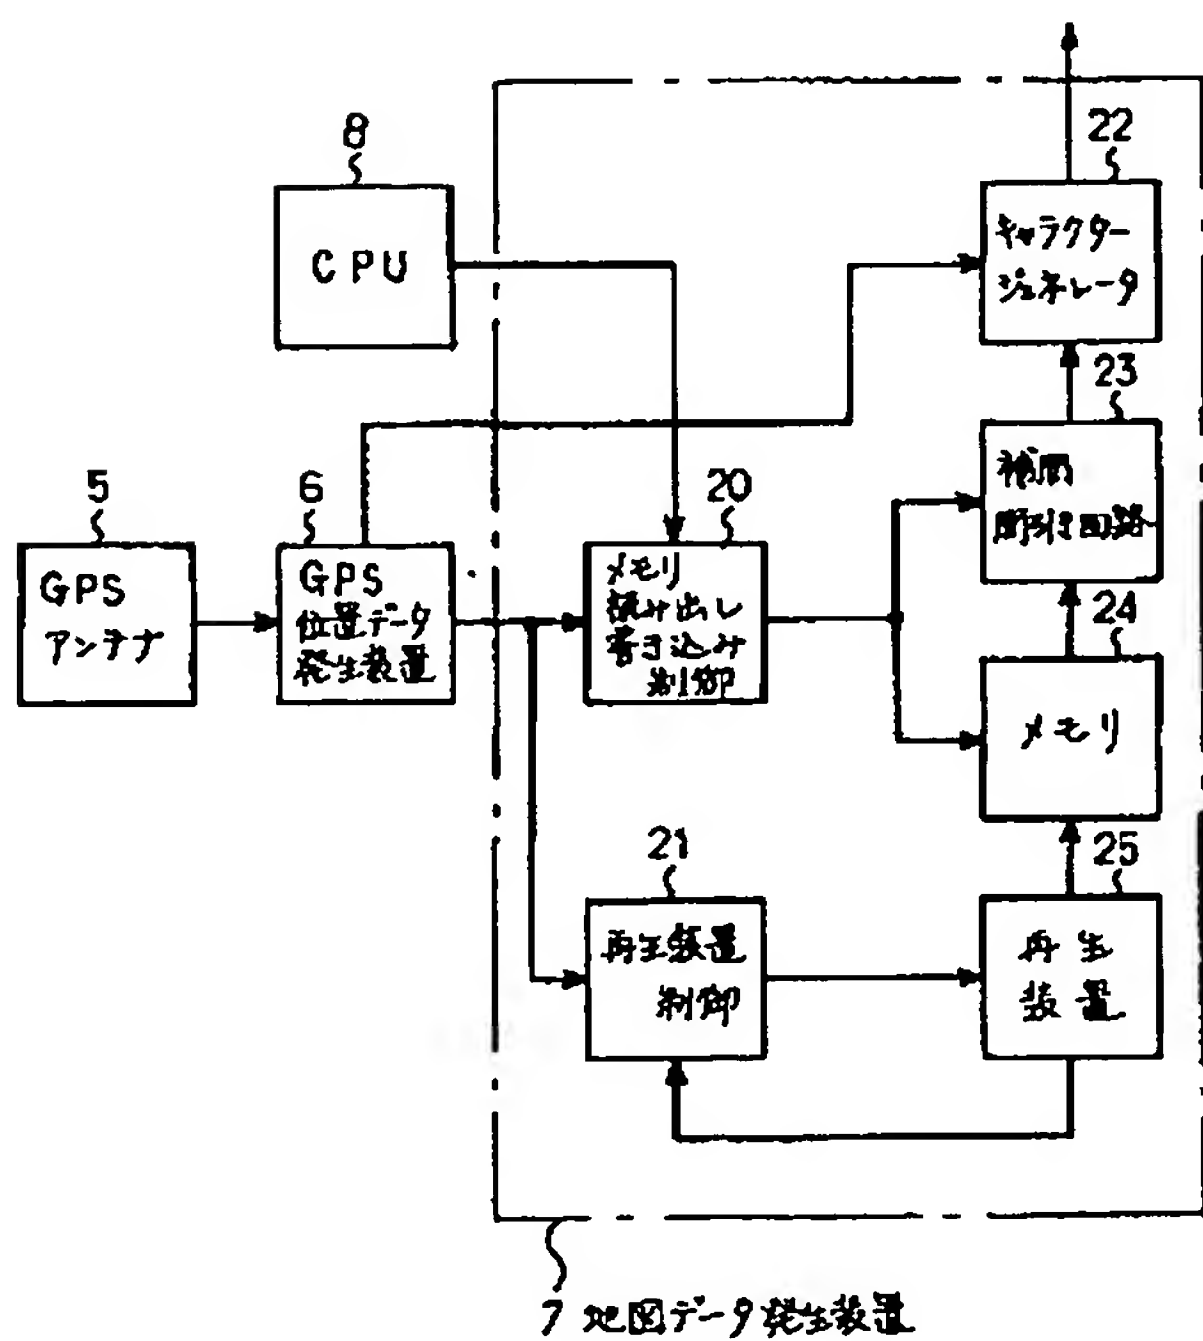 8
CPU
22
キャラクター
ジェネレータ
23
補間
間引回路
5
GPS
アンテナ
6
GPS
位置データ
発生装置
20
メモリ
読み出し
書き込み
制御
24
メモリ
21
再生装置
制御
25
再生
装置
7 地図データ発生装置